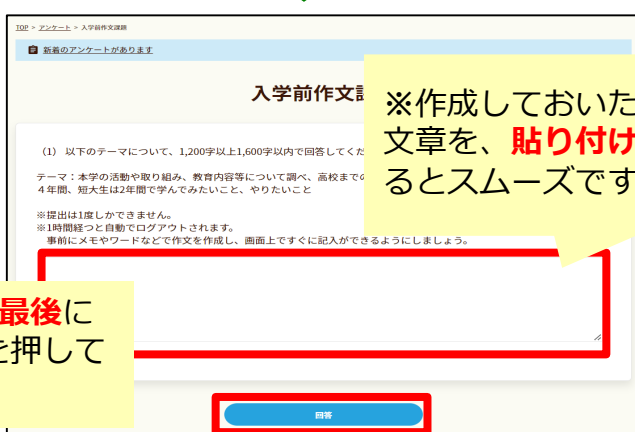 TOP > アンケート > 入学前作文課題
新着のアンケートがあります
入学前作文
※作成しておいた
文章を、貼り付け
るとスムーズです
(1) 以下のテーマについて、1,200字以上1,600字以内で回答してくだ
テーマ：本学の活動や取り組み、教育内容等について調べ、高校までの
４年間、短大生は2年間で学んでみたいこと、やりたいこと
※提出は1度しかできません。
※1時間経つと自動でログアウトされます。
事前にメモやワードなどで作文を作成し、画面上ですぐに記入ができるようにしましょう。
最後に
を押して
回答